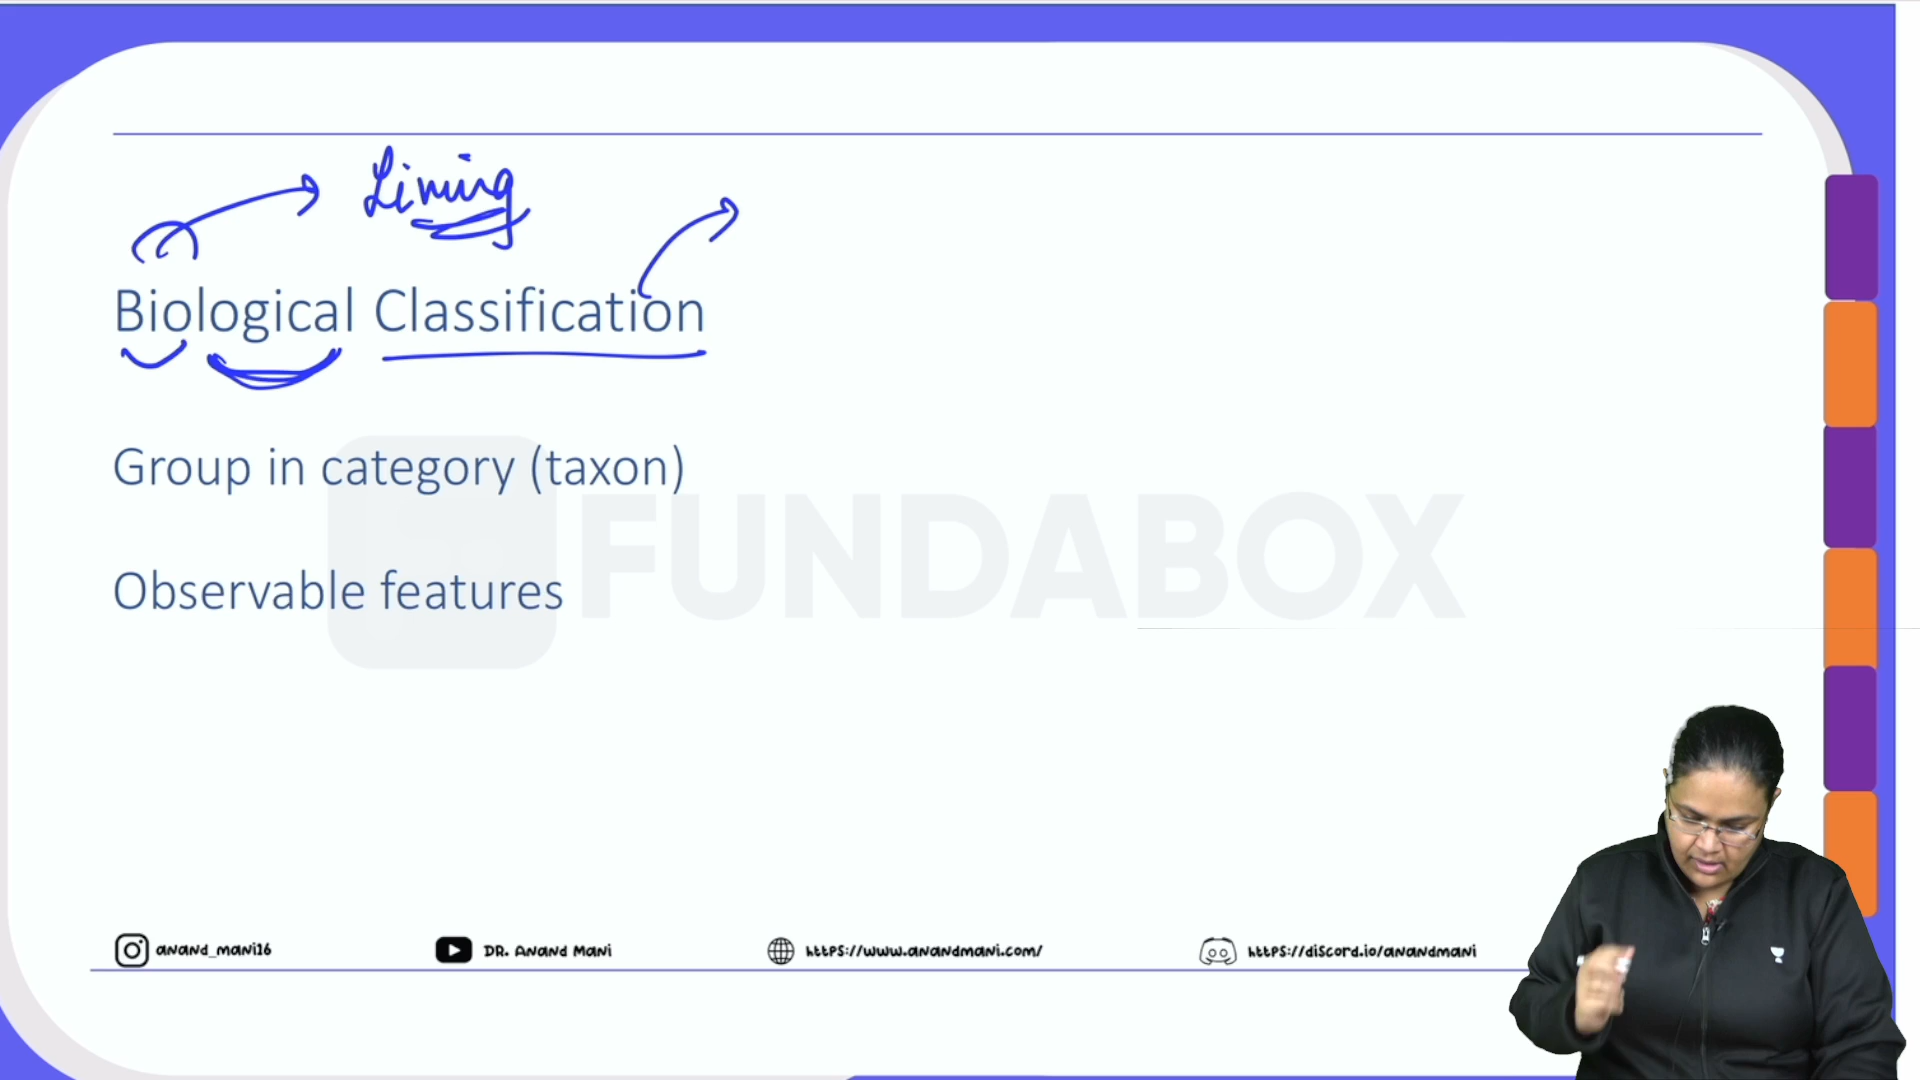 Living
Biological Classification
Group in category (taxon)
FUNDABOX
Observable features
anand_mani16 DR. Anand Mani https://www.anandmani.com/ https://discord.io/anandmani